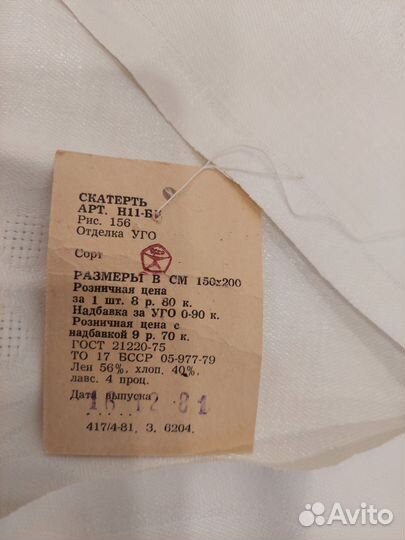 СКАТЕРТЬ
АРТ. Н11-БИ
Рис. 156
Отделка УГО
Сорт
РАЗМЕРЫ В СМ 150х200
Розничная цена
за 1 шт. 8 р. 80 к.
Надбавка за УГО 0-90 к.
Розничная цена с
надбавкой 9 р. 70 к.
ГОСТ 21220-75
ТО 17 БССР 05-977-79
Лен 56%, хлоп. 40%,
лавс. 4 проц.
Дата выпуска
16 12 81
417/4-81. З. 6204.
Avito